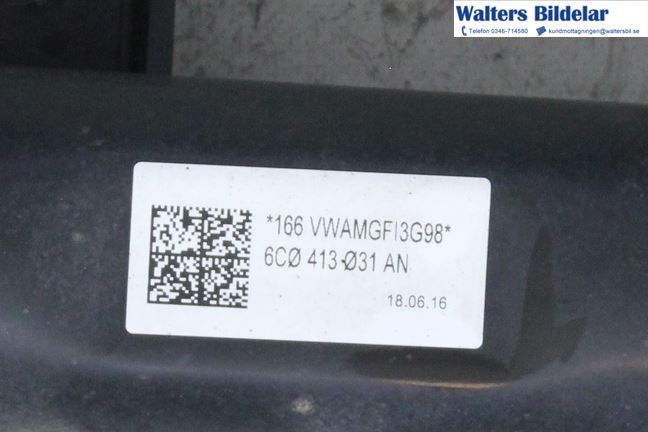 Walters Bildelar
Telefon 0346-714580 kundmottagningen@waltersbil.se
*166 VWAMGFI3G98*
6CØ 413 Ø31 AN
18.06.16